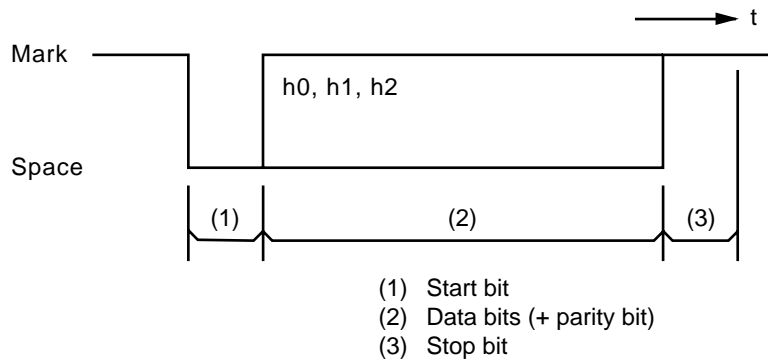 t
Mark
h0, h1, h2
Space
(1)
(2)
(3)
(1) Start bit
(2) Data bits (+ parity bit)
(3) Stop bit